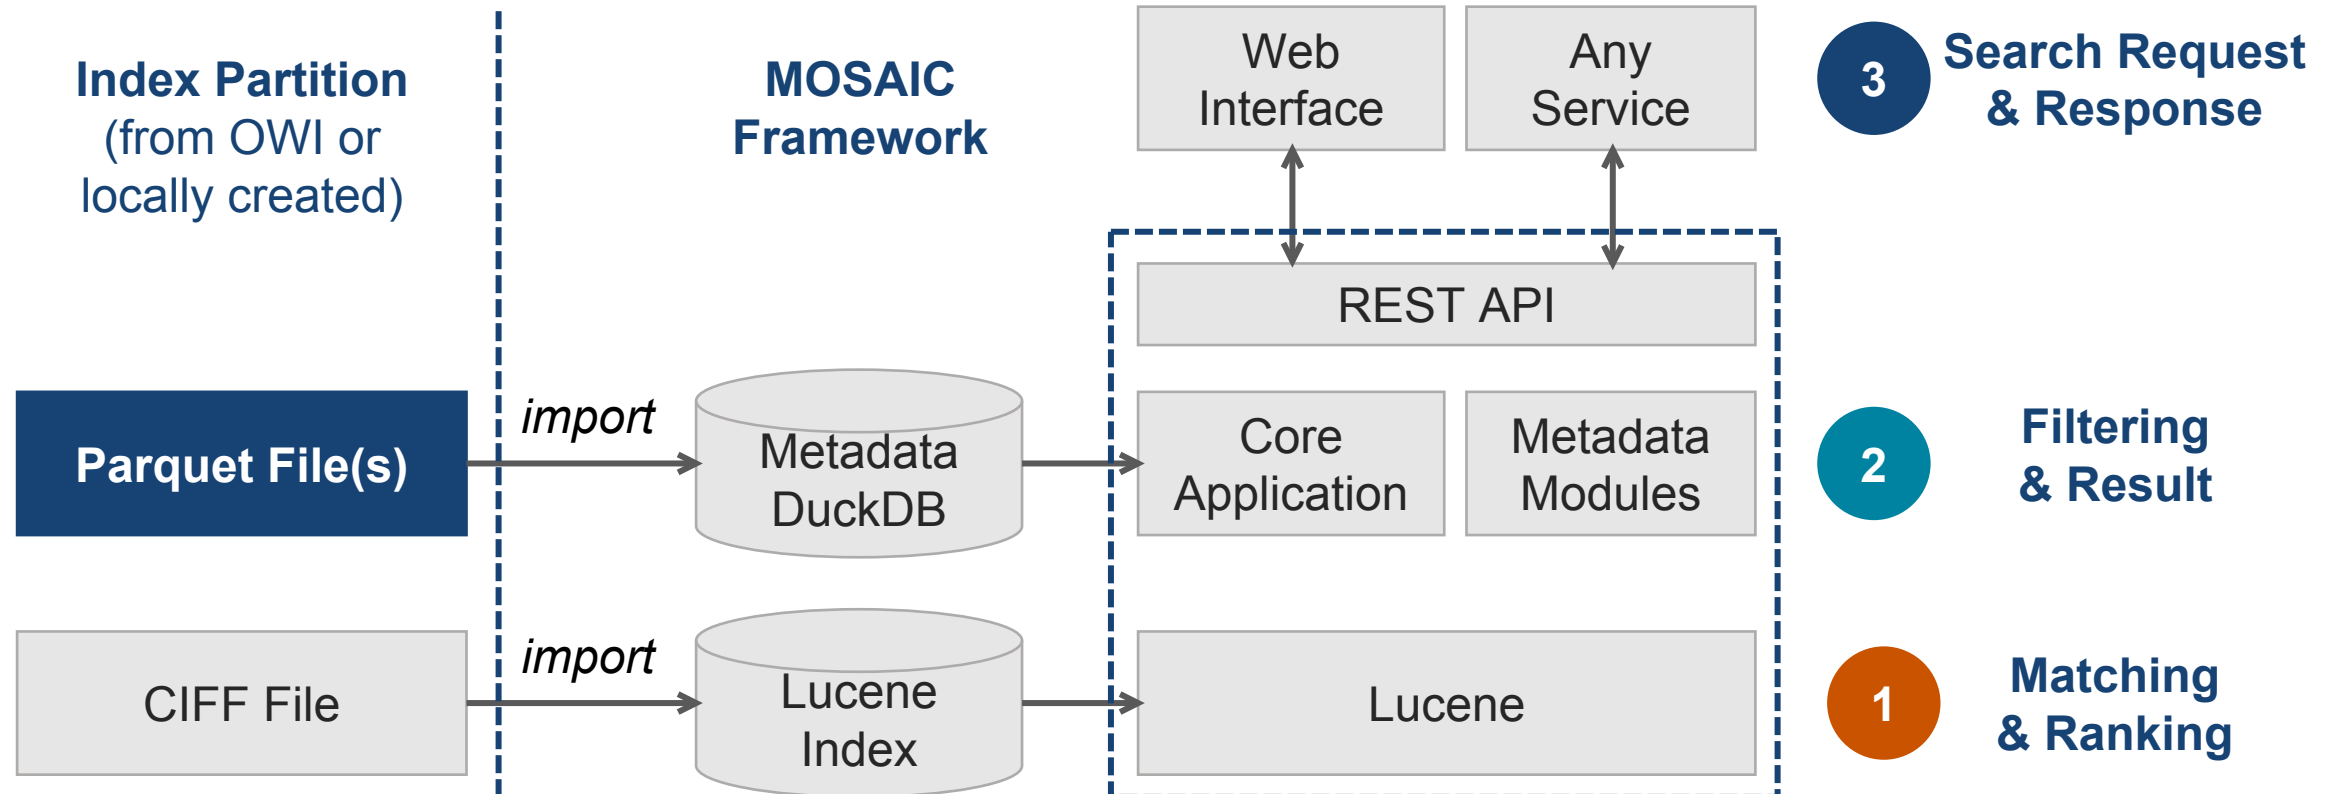 Index Partition
(from OWI or
locally created)
MOSAIC
Framework
Web
Interface
Any
Service
3
Search Request
& Response
REST API
Parquet File(s)
import
Metadata
DuckDB
Core
Application
Metadata
Modules
2
Filtering
& Result
CIFF File
import
Lucene
Index
Lucene
1
Matching
& Ranking